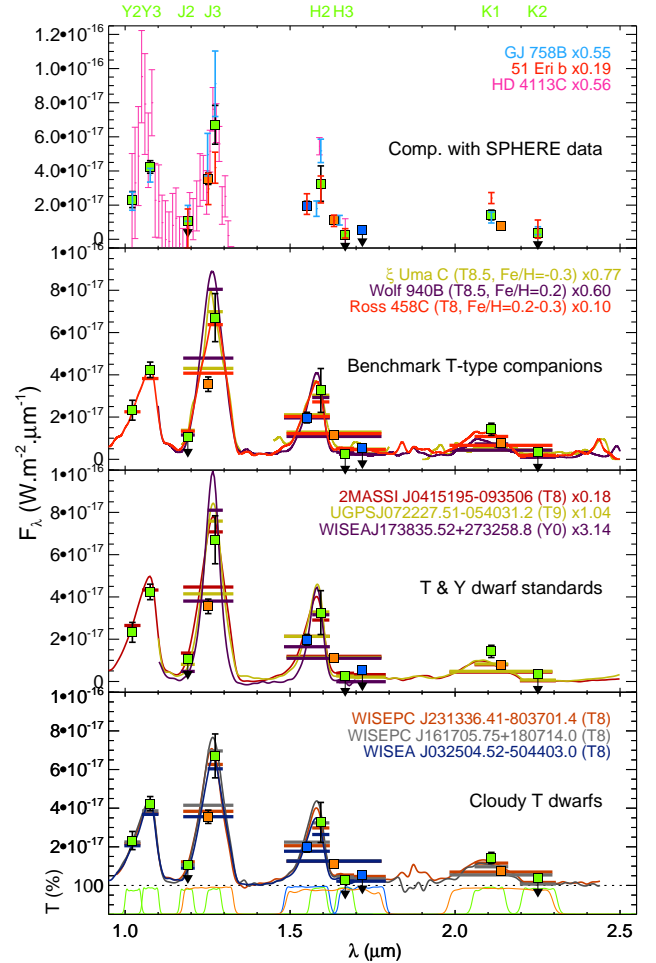 Y2 Y3 J2 J3 H2 H3 K1 K2
1.2•10⁻¹⁶
1.0•10⁻¹⁶
8.0•10⁻¹⁷
6.0•10⁻¹⁷
4.0•10⁻¹⁷
2.0•10⁻¹⁷
0
GJ 758B x0.55
51 Eri b x0.19
HD 4113C x0.56
Comp. with SPHERE data
1•10⁻¹⁶
8•10⁻¹⁷
6•10⁻¹⁷
4•10⁻¹⁷
2•10⁻¹⁷
0
ξ Uma C (T8.5, Fe/H=-0.3) x0.77
Wolf 940B (T8.5, Fe/H=0.2) x0.60
Ross 458C (T8, Fe/H=0.2-0.3) x0.10
Benchmark T-type companions
Fλ (W.m⁻².μm⁻¹)
1•10⁻¹⁶
8•10⁻¹⁷
6•10⁻¹⁷
4•10⁻¹⁷
2•10⁻¹⁷
0
2MASSI J0415195-093506 (T8) x0.18
UGPSJ072227.51-054031.2 (T9) x1.04
WISEAJ173835.52+273258.8 (Y0) x3.14
T & Y dwarf standards
1•10⁻¹⁶
8•10⁻¹⁷
6•10⁻¹⁷
4•10⁻¹⁷
2•10⁻¹⁷
WISEPC J231336.41-803701.4 (T8)
WISEPC J161705.75+180714.0 (T8)
WISEA J032504.52-504403.0 (T8)
Cloudy T dwarfs
T (%)
100
1.0 1.5 2.0 2.5
λ (μm)